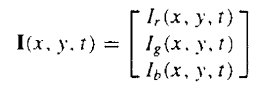 I(x, y, t) = [ I_r(x, y, t)
I_g(x, y, t)
I_b(x, y, t) ]